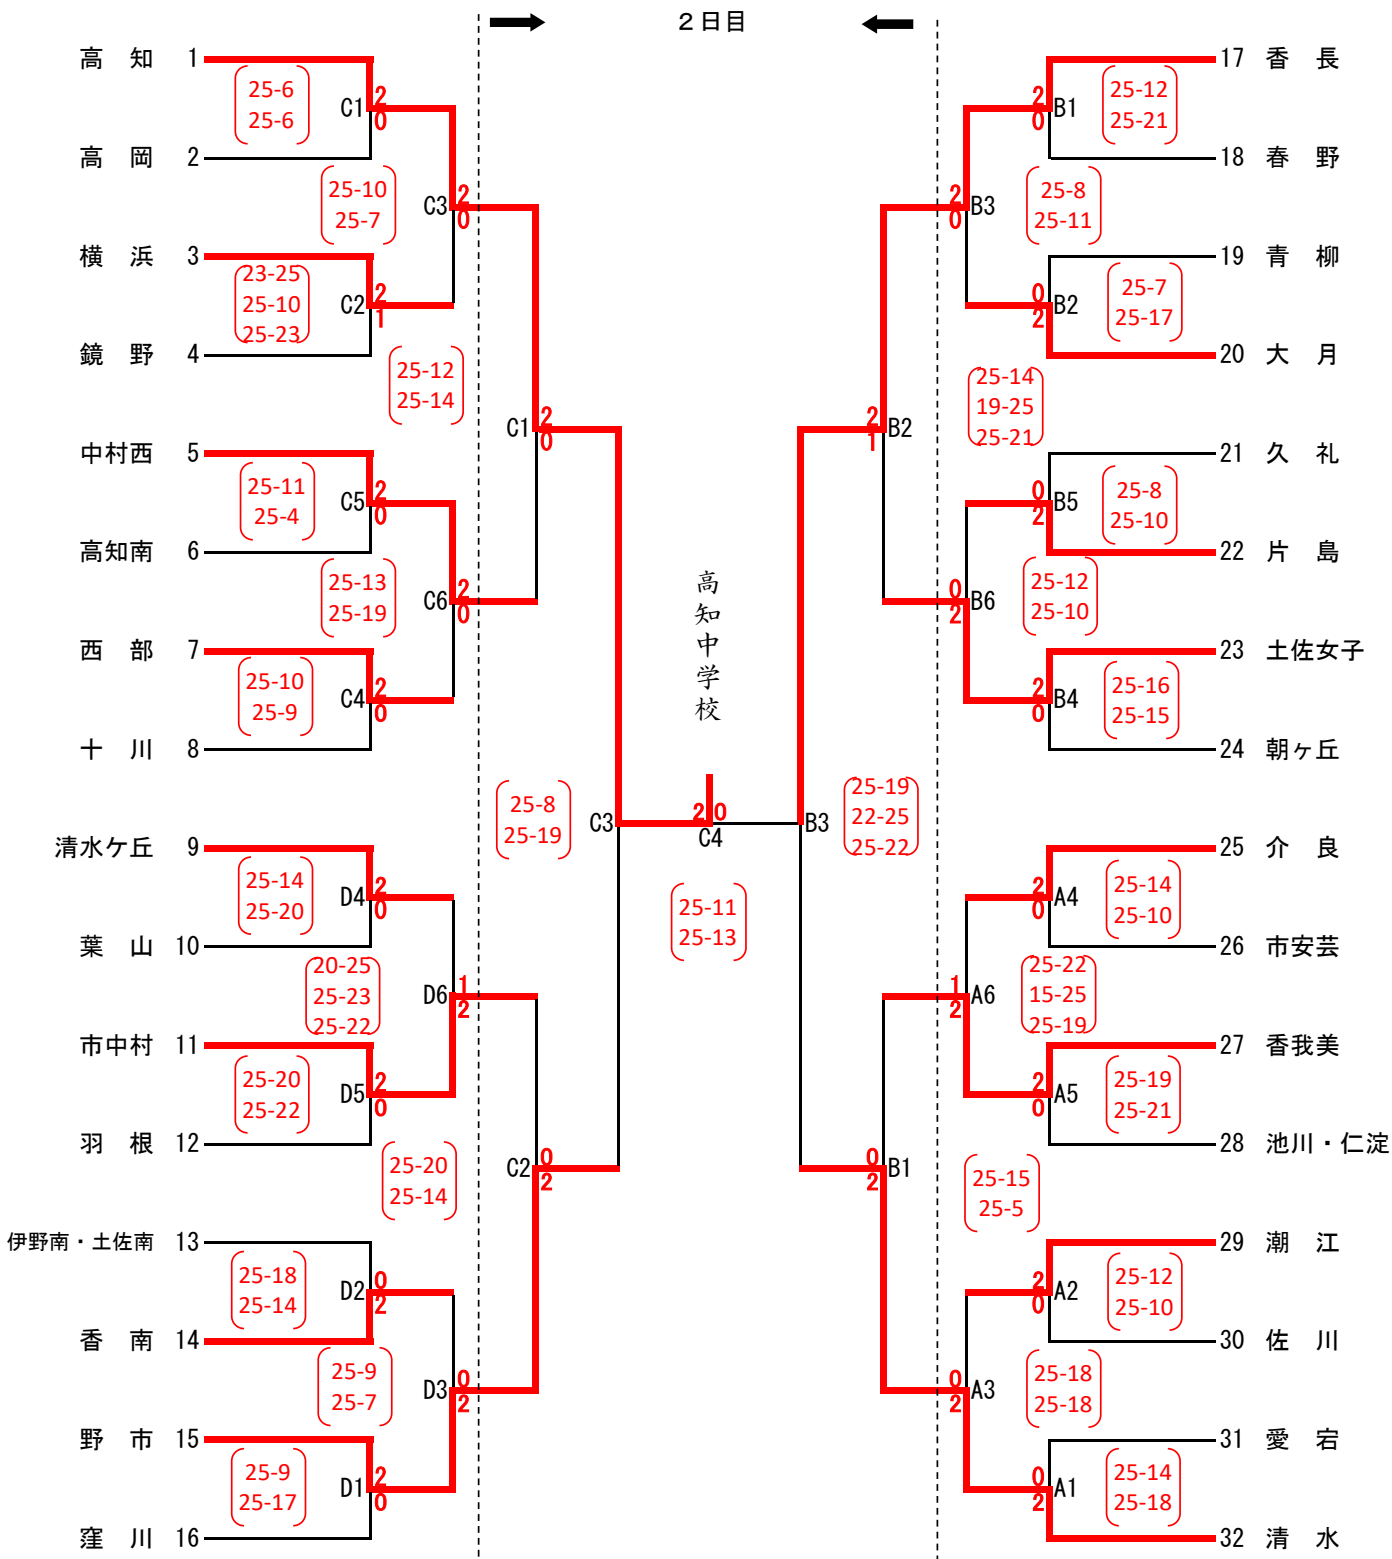 ２日目
高　知 1
25-6
25-6
C1
2
0
高　岡 2
25-10
25-7
C3
2
0
横　浜 3
23-25
25-10
25-23
C2
2
1
鏡　野 4
25-12
25-14
C1
2
0
中村西 5
25-11
25-4
C5
2
0
高知南 6
25-13
25-19
C6
2
0
西　部 7
25-10
25-9
C4
2
0
十　川 8
25-8
25-19
C3
清水ケ丘 9
25-14
25-20
D4
2
0
葉　山 10
20-25
25-23
25-22
D6
1
2
市中村 11
25-20
25-22
D5
2
0
羽　根 12
25-20
25-14
C2
0
2
伊野南・土佐南 13
25-18
25-14
D2
0
2
香　南 14
25-9
25-7
D3
0
2
野　市 15
25-9
25-17
D1
2
0
窪　川 16
高知中学校
2 0
C4
25-11
25-13
17 香　長
2
0
B1
25-12
25-21
18 春　野
2
0
B3
25-8
25-11
19 青　柳
0
2
B2
25-7
25-17
20 大　月
2
1
B2
25-14
19-25
25-21
21 久　礼
0
2
B5
25-8
25-10
22 片　島
0
2
B6
25-12
25-10
23 土佐女子
2
0
B4
25-16
25-15
24 朝ヶ丘
B3
25-19
22-25
25-22
25 介　良
2
0
A4
25-14
25-10
26 市安芸
1
2
A6
25-22
15-25
25-19
27 香我美
2
0
A5
25-19
25-21
28 池川・仁淀
0
2
B1
25-15
25-5
29 潮　江
2
0
A2
25-12
25-10
30 佐　川
0
2
A3
25-18
25-18
31 愛　宕
0
2
A1
25-14
25-18
32 清　水